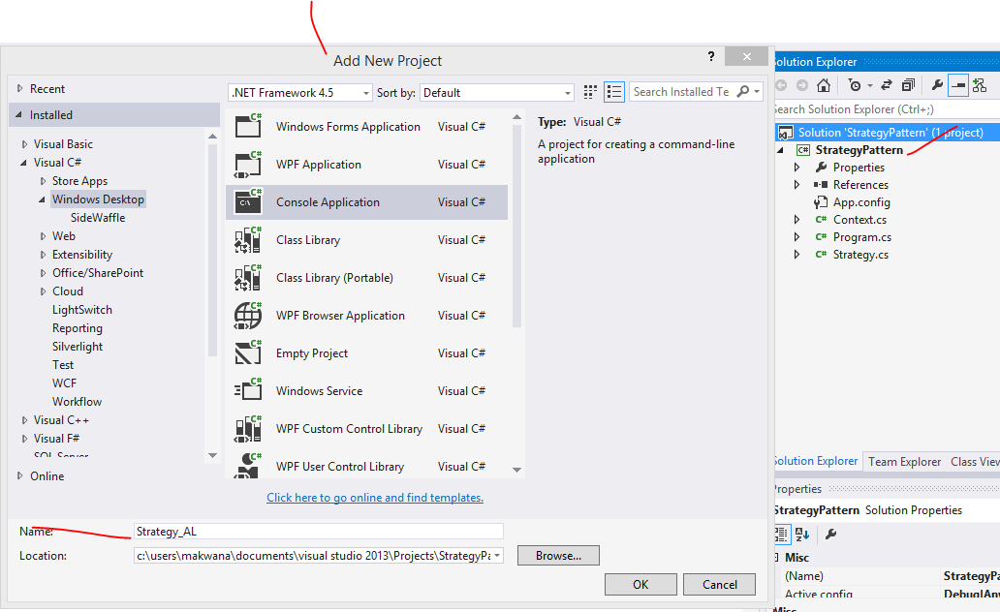 Add New Project
?
Recent
.NET Framework 4.5
Sort by:
Default
Search Installed Te
Installed
Visual Basic
Visual C#
Store Apps
Windows Desktop
SideWaffle
Web
Extensibility
Office/SharePoint
Cloud
LightSwitch
Reporting
Silverlight
Test
WCF
Workflow
Visual C++
Visual F#
SQL Server
Online
Windows Forms Application Visual C#
WPF Application Visual C#
Console Application Visual C#
Class Library Visual C#
Class Library (Portable) Visual C#
WPF Browser Application Visual C#
Empty Project Visual C#
Windows Service Visual C#
WPF Custom Control Library Visual C#
WPF User Control Library Visual C#
Type: Visual C#
A project for creating a command-line
application
Click here to go online and find templates.
Name:
Strategy_AL
Location:
c:\users\makwana\documents\visual studio 2013\Projects\StrategyPa
Browse...
OK
Cancel
Solution Explorer
Search Solution Explorer (Ctrl+;)
Solution 'StrategyPattern' (1 project)
C# StrategyPattern
Properties
References
App.config
C# Context.cs
C# Program.cs
C# Strategy.cs
Solution Explorer Team Explorer Class View
Properties
StrategyPattern Solution Properties
Misc
(Name) StrategyPa
Active config Debug|Any
Misc